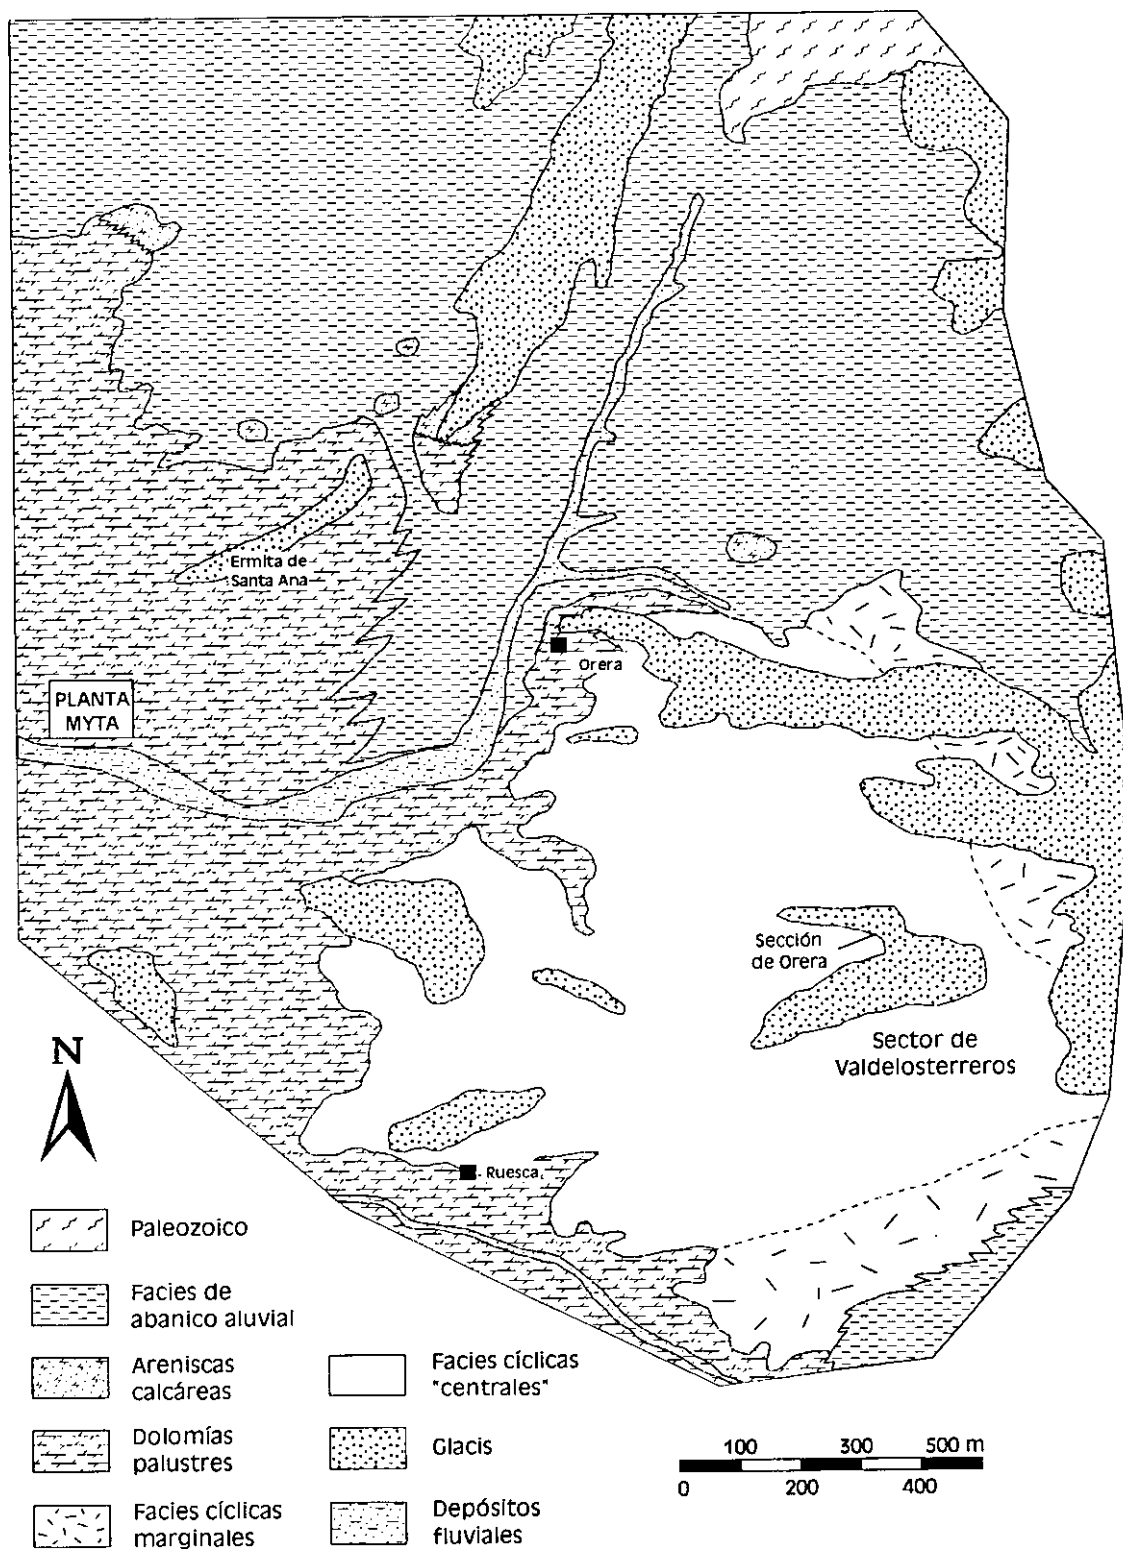 Ermita de
Santa Ana
Orera
PLANTA
MYTA
Sección
de Orera
Sector de
Valdelosterreros
N
Ruesca
Paleozoico
Facies de
abanico aluvial
Areniscas
calcáreas
Dolomías
palustres
Facies cíclicas
marginales
Facies cíclicas
"centrales"
Glacis
Depósitos
fluviales
100 300 500 m
0 200 400